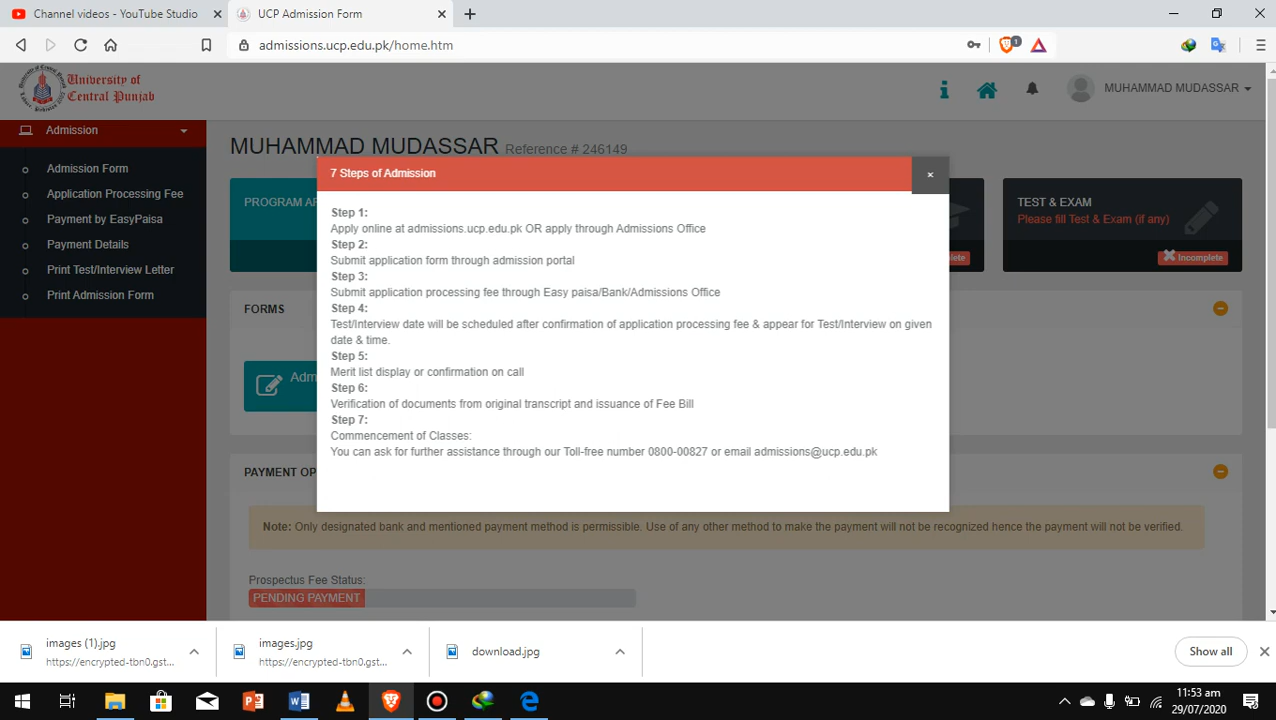 Channel videos - YouTube Studio
UCP Admission Form
admissions.ucp.edu.pk/home.htm
1
University of
Central Punjab
MUHAMMAD MUDASSAR
Admission
Admission Form
Application Processing Fee
Payment by EasyPaisa
Payment Details
Print Test/Interview Letter
Print Admission Form
MUHAMMAD MUDASSAR Reference # 246149
PROGRAM AP
TEST & EXAM
Please fill Test & Exam (if any)
Incomplete
7 Steps of Admission
Step 1:
Apply online at admissions.ucp.edu.pk OR apply through Admissions Office
Step 2:
Submit application form through admission portal
Step 3:
Submit application processing fee through Easy paisa/Bank/Admissions Office
Step 4:
Test/Interview date will be scheduled after confirmation of application processing fee & appear for Test/Interview on given
date & time.
Step 5:
Merit list display or confirmation on call
Step 6:
Verification of documents from original transcript and issuance of Fee Bill
Step 7:
Commencement of Classes:
You can ask for further assistance through our Toll-free number 0800-00827 or email admissions@ucp.edu.pk
FORMS
Adm
PAYMENT OP
Note: Only designated bank and mentioned payment method is permissible. Use of any other method to make the payment will not be recognized hence the payment will not be verified.
Prospectus Fee Status:
PENDING PAYMENT
images (1).jpg
https://encrypted-tbn0.gst...
images.jpg
https://encrypted-tbn0.gst...
download.jpg
Show all
11:53 am
29/07/2020